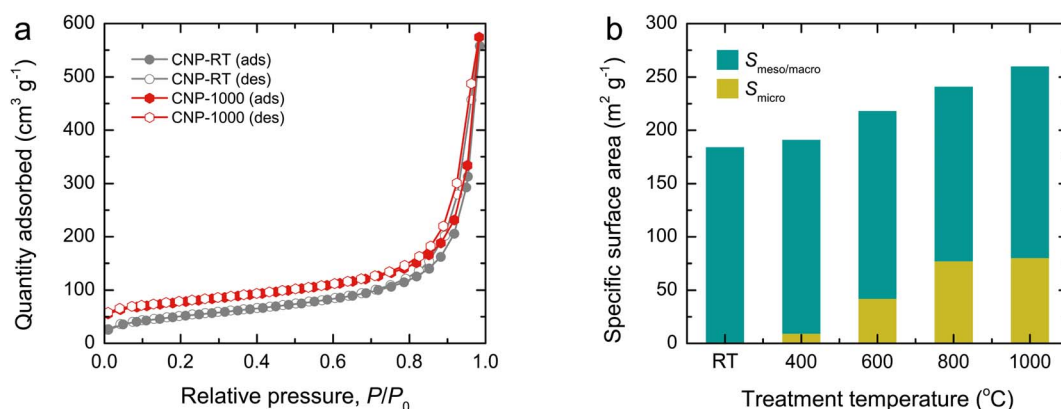 a
600
500
400
300
200
100
0
0.0 0.2 0.4 0.6 0.8 1.0
Quantity adsorbed (cm³ g⁻¹)
Relative pressure, P/P₀
CNP-RT (ads)
CNP-RT (des)
CNP-1000 (ads)
CNP-1000 (des)
b
300
250
200
150
100
50
0
RT 400 600 800 1000
Specific surface area (m² g⁻¹)
Treatment temperature (°C)
S meso/macro
S micro